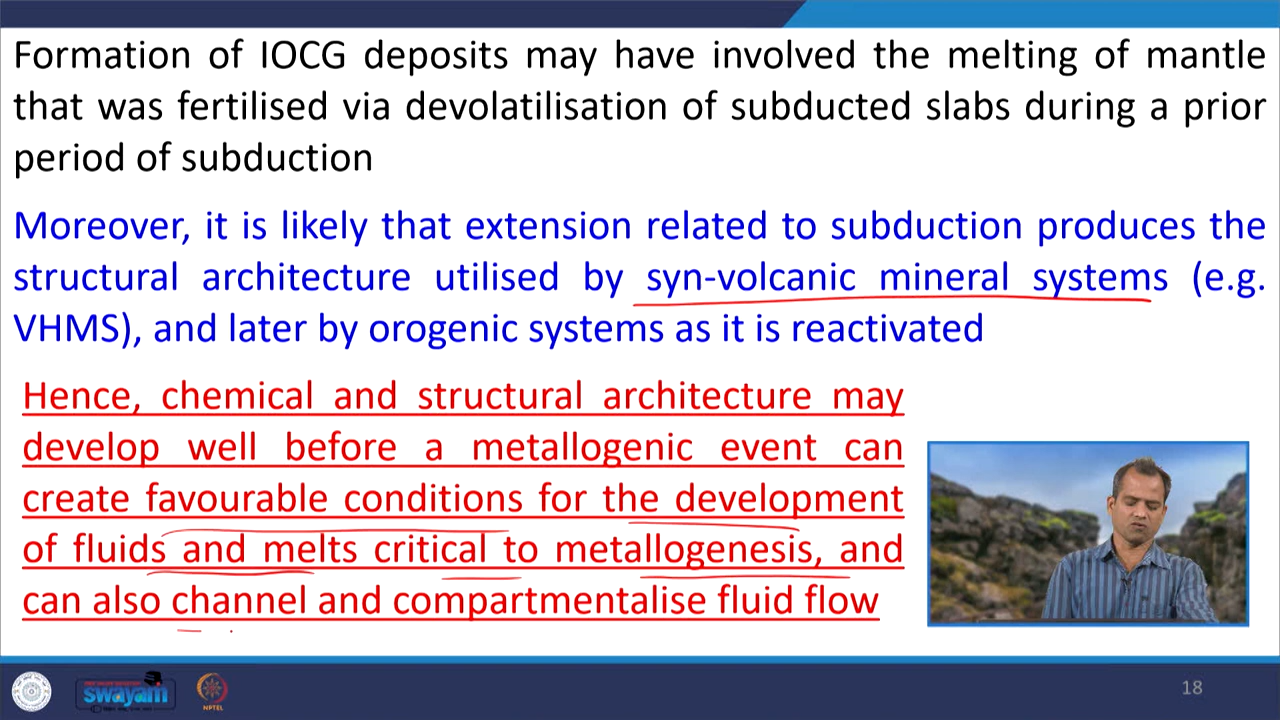 Formation of IOCG deposits may have involved the melting of mantle
that was fertilised via devolatilisation of subducted slabs during a prior
period of subduction
Moreover, it is likely that extension related to subduction produces the
structural architecture utilised by syn-volcanic mineral systems (e.g.
VHMS), and later by orogenic systems as it is reactivated
Hence, chemical and structural architecture may
develop well before a metallogenic event can
create favourable conditions for the development
of fluids and melts critical to metallogenesis, and
can also channel and compartmentalise fluid flow
swayam
NPTEL
18